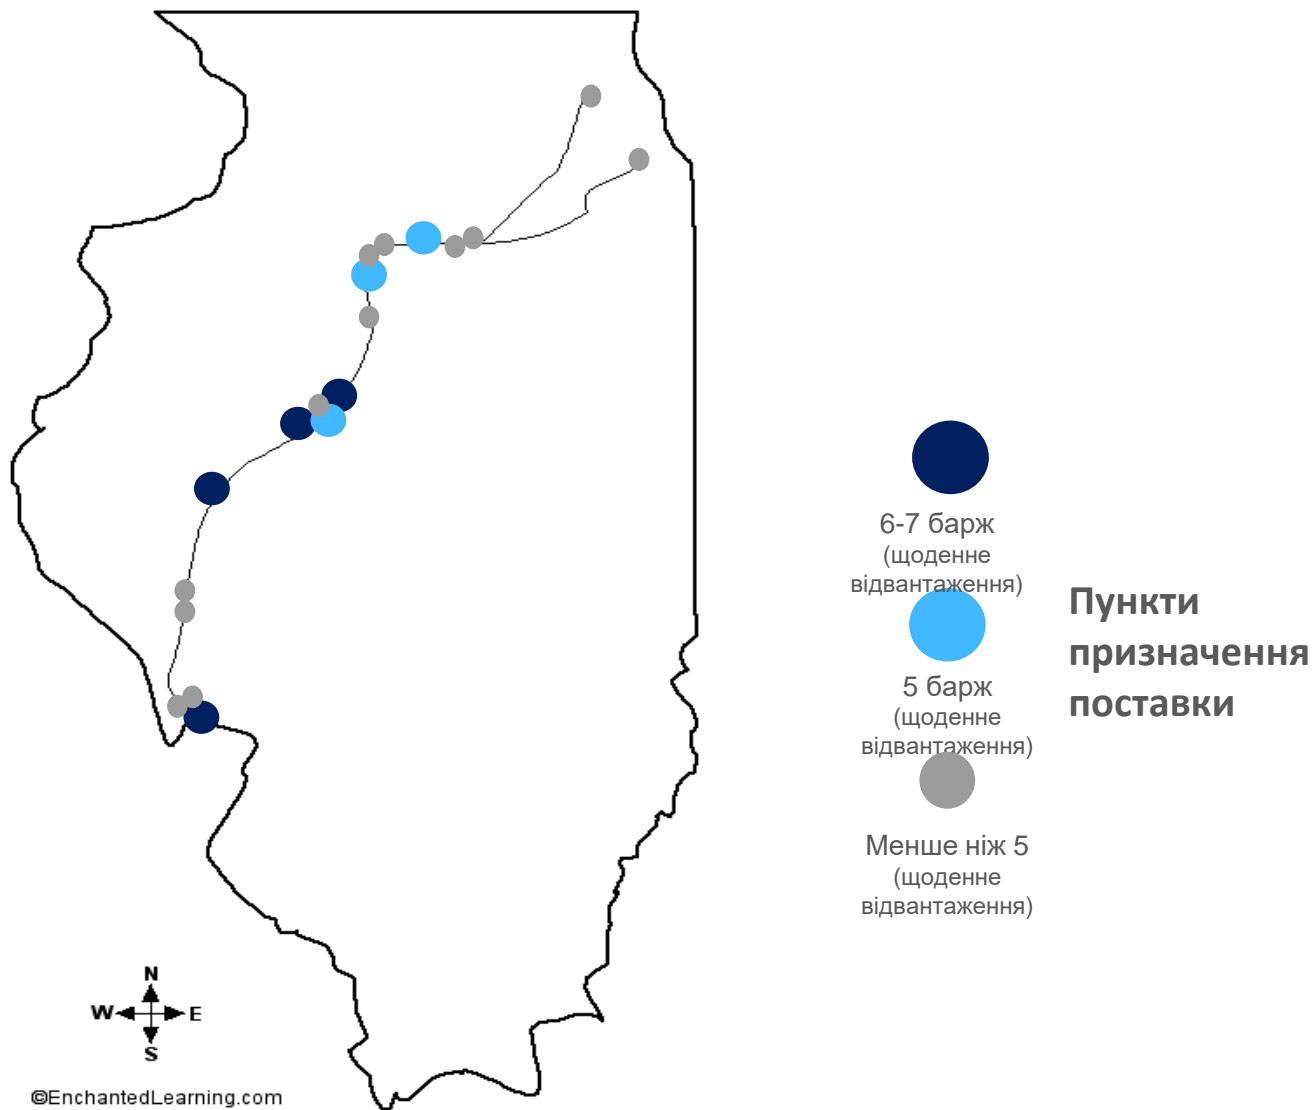 6-7 барж
(щоденне
відвантаження)
5 барж
(щоденне
відвантаження)
Менше ніж 5
(щоденне
відвантаження)
Пункти
призначення
поставки
N
W E
S
©EnchantedLearning.com